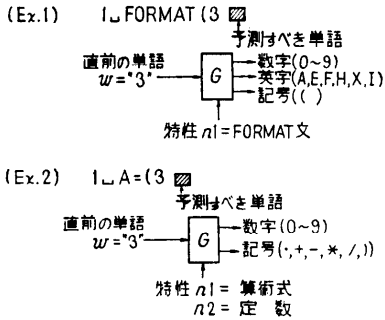 (Ex.1) 1␣FORMAT(3 ▨
予測すべき単語
直前の単語
w="3"
G
数字(0~9)
英字(A,E,F,H,X,I)
記号(( )
特性 n1=FORMAT文
(Ex.2) 1␣A=(3 ▨
予測すべき単語
直前の単語
w="3"
G
数字(0~9)
記号(・,+,-,*,/,))
特性 n1= 算術式
n2= 定 数